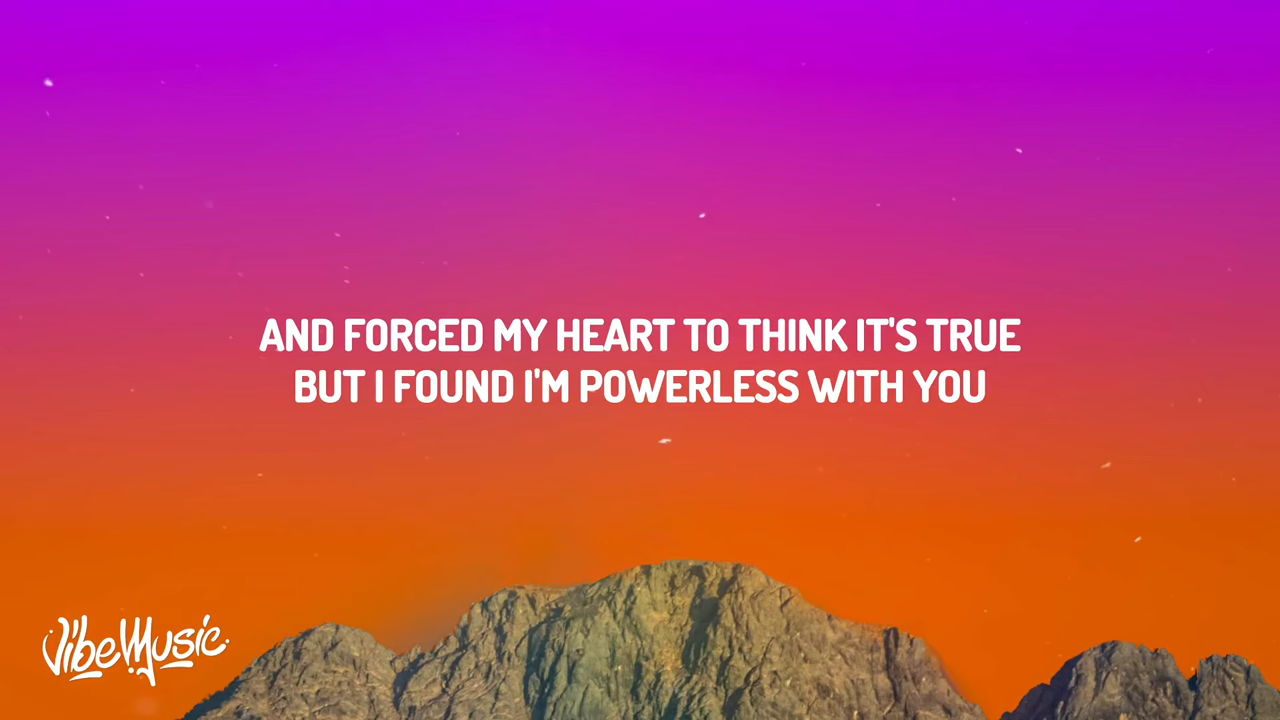 AND FORCED MY HEART TO THINK IT'S TRUE
BUT I FOUND I'M POWERLESS WITH YOU
VibeMusic